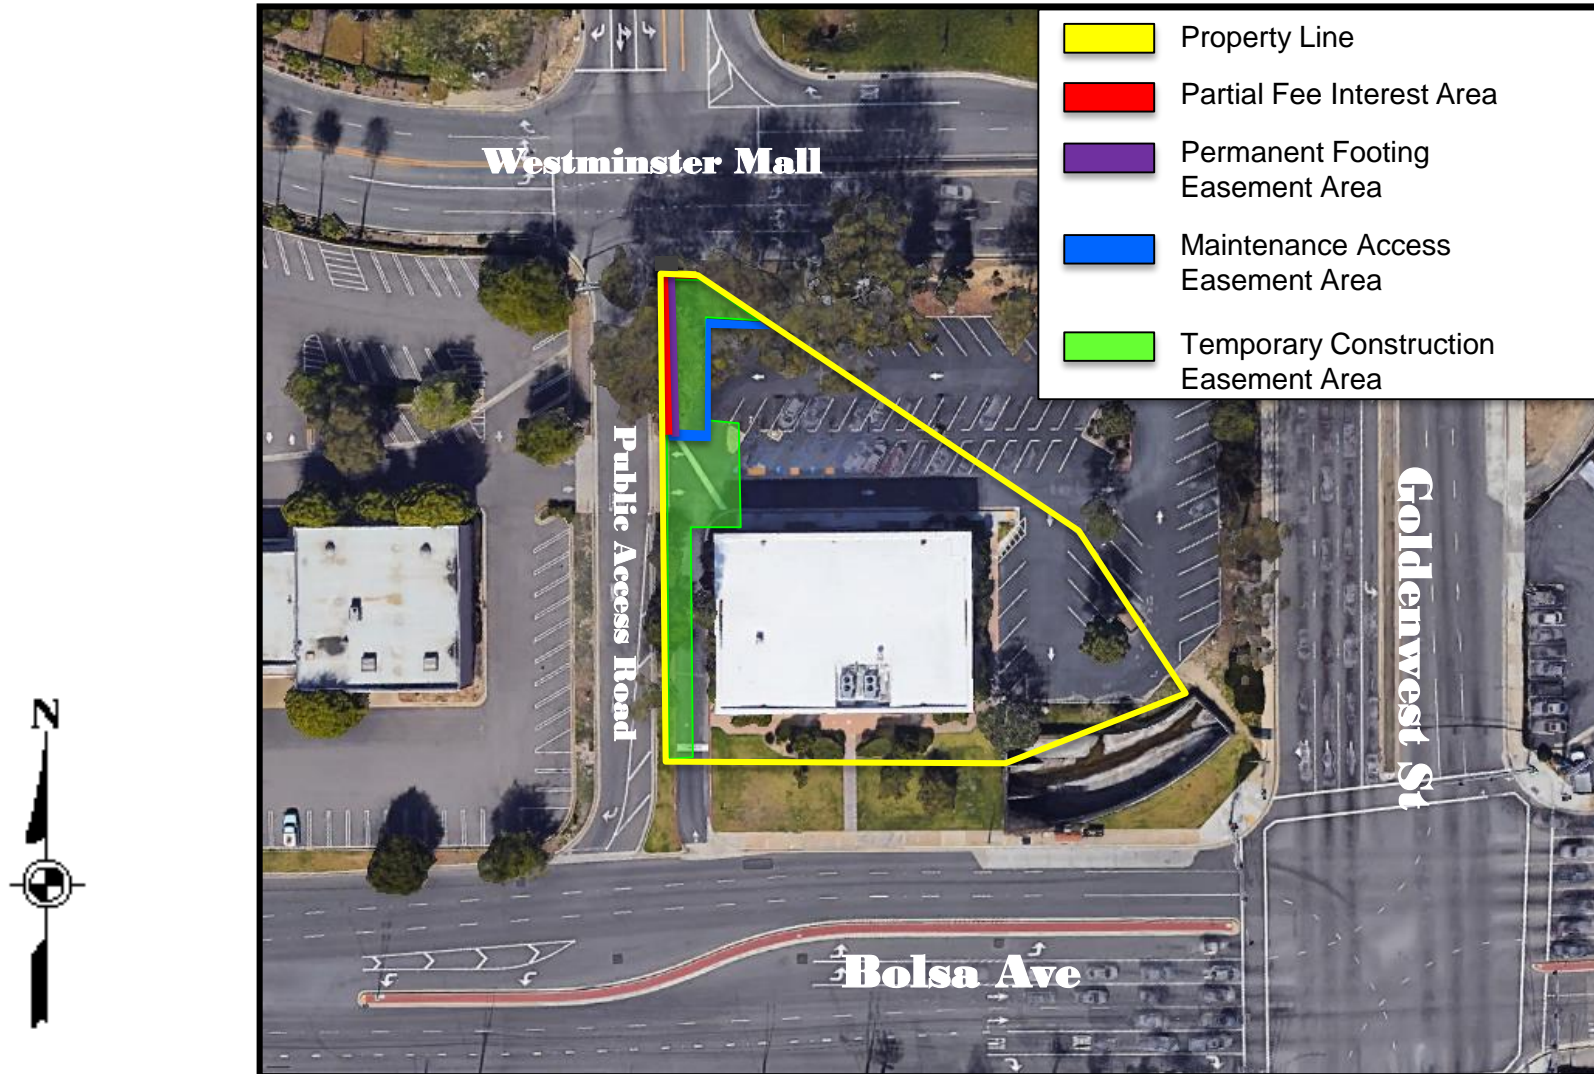 Property Line
Partial Fee Interest Area
Permanent Footing
Easement Area
Maintenance Access
Easement Area
Temporary Construction
Easement Area
Westminster Mall
Public Access Road
Goldenwest St
N
Bolsa Ave